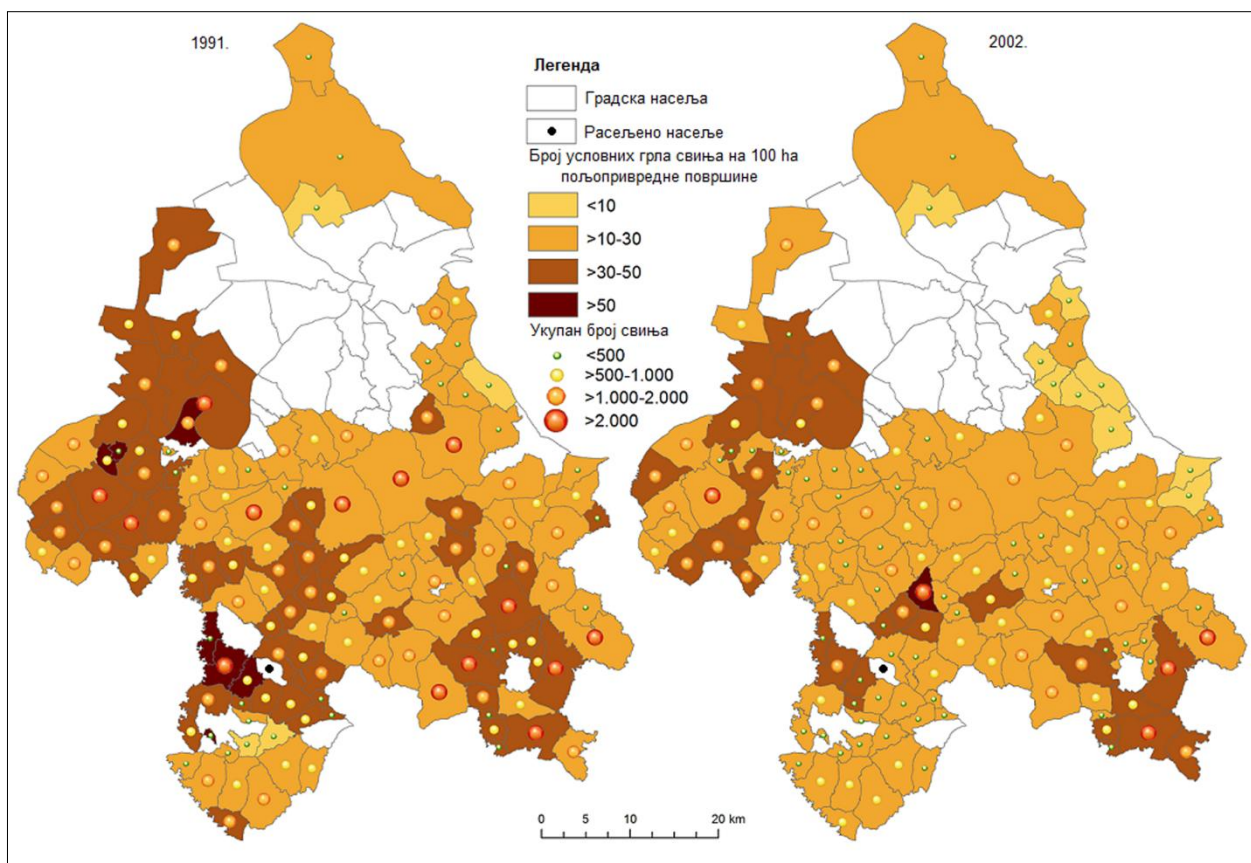 1991.
2002.
Легенда
Градска насеља
Расељено насеље
Број условних грла свиња на 100 ha
пољопривредне површине
<10
>10-30
>30-50
>50
Укупан број свиња
<500
>500-1.000
>1.000-2.000
>2.000
0 5 10 20 km